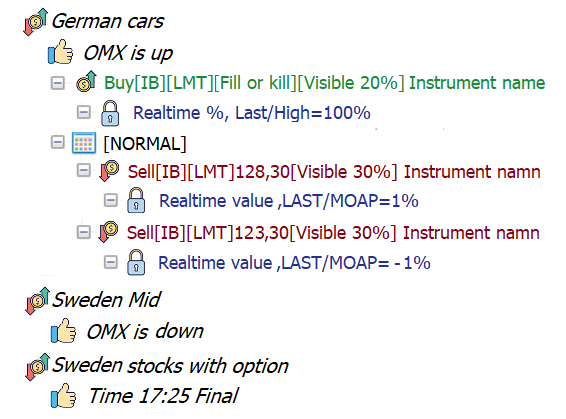 German cars
OMX is up
Buy[IB][LMT][Fill or kill][Visible 20%] Instrument name
Realtime %, Last/High=100%
[NORMAL]
Sell[IB][LMT]128,30[Visible 30%] Instrument namn
Realtime value ,LAST/MOAP=1%
Sell[IB][LMT]123,30[Visible 30%] Instrument namn
Realtime value ,LAST/MOAP= -1%
Sweden Mid
OMX is down
Sweden stocks with option
Time 17:25 Final